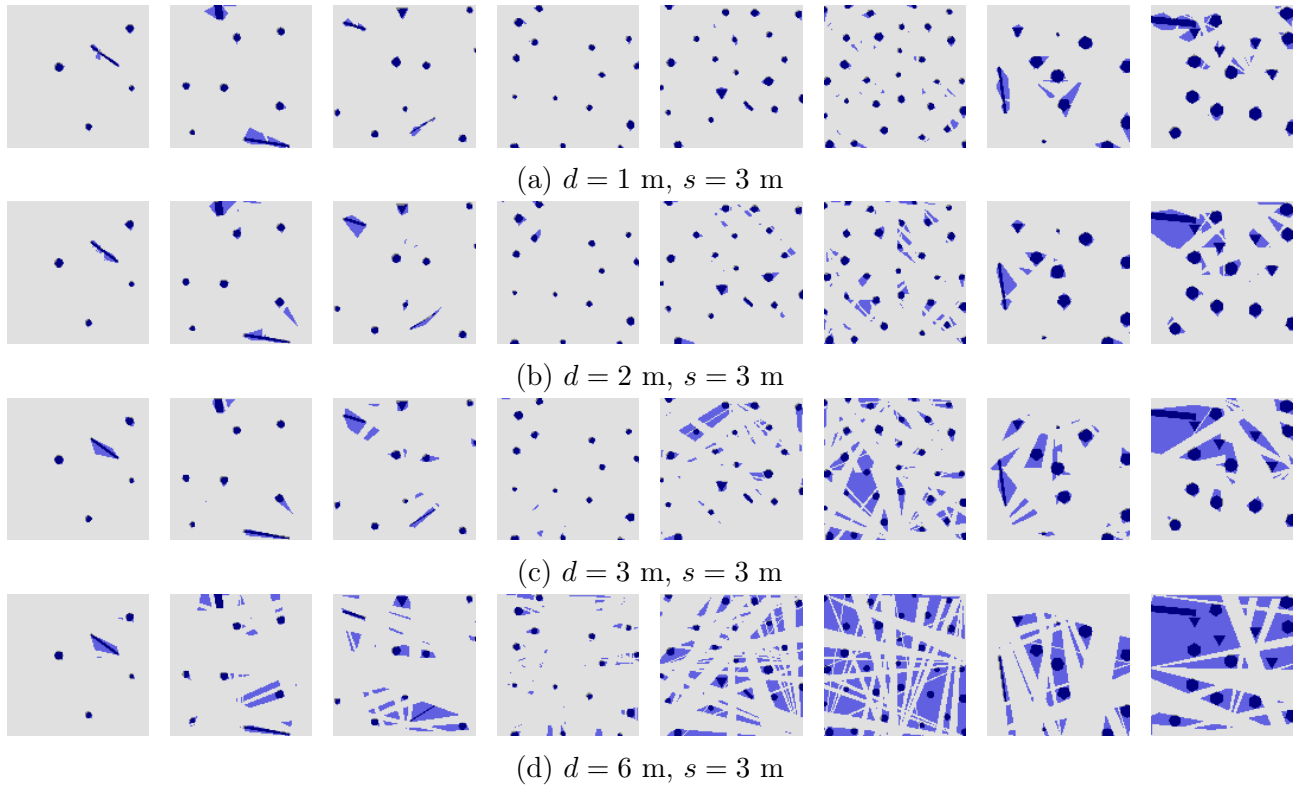 (a) d = 1 m, s = 3 m
(b) d = 2 m, s = 3 m
(c) d = 3 m, s = 3 m
(d) d = 6 m, s = 3 m